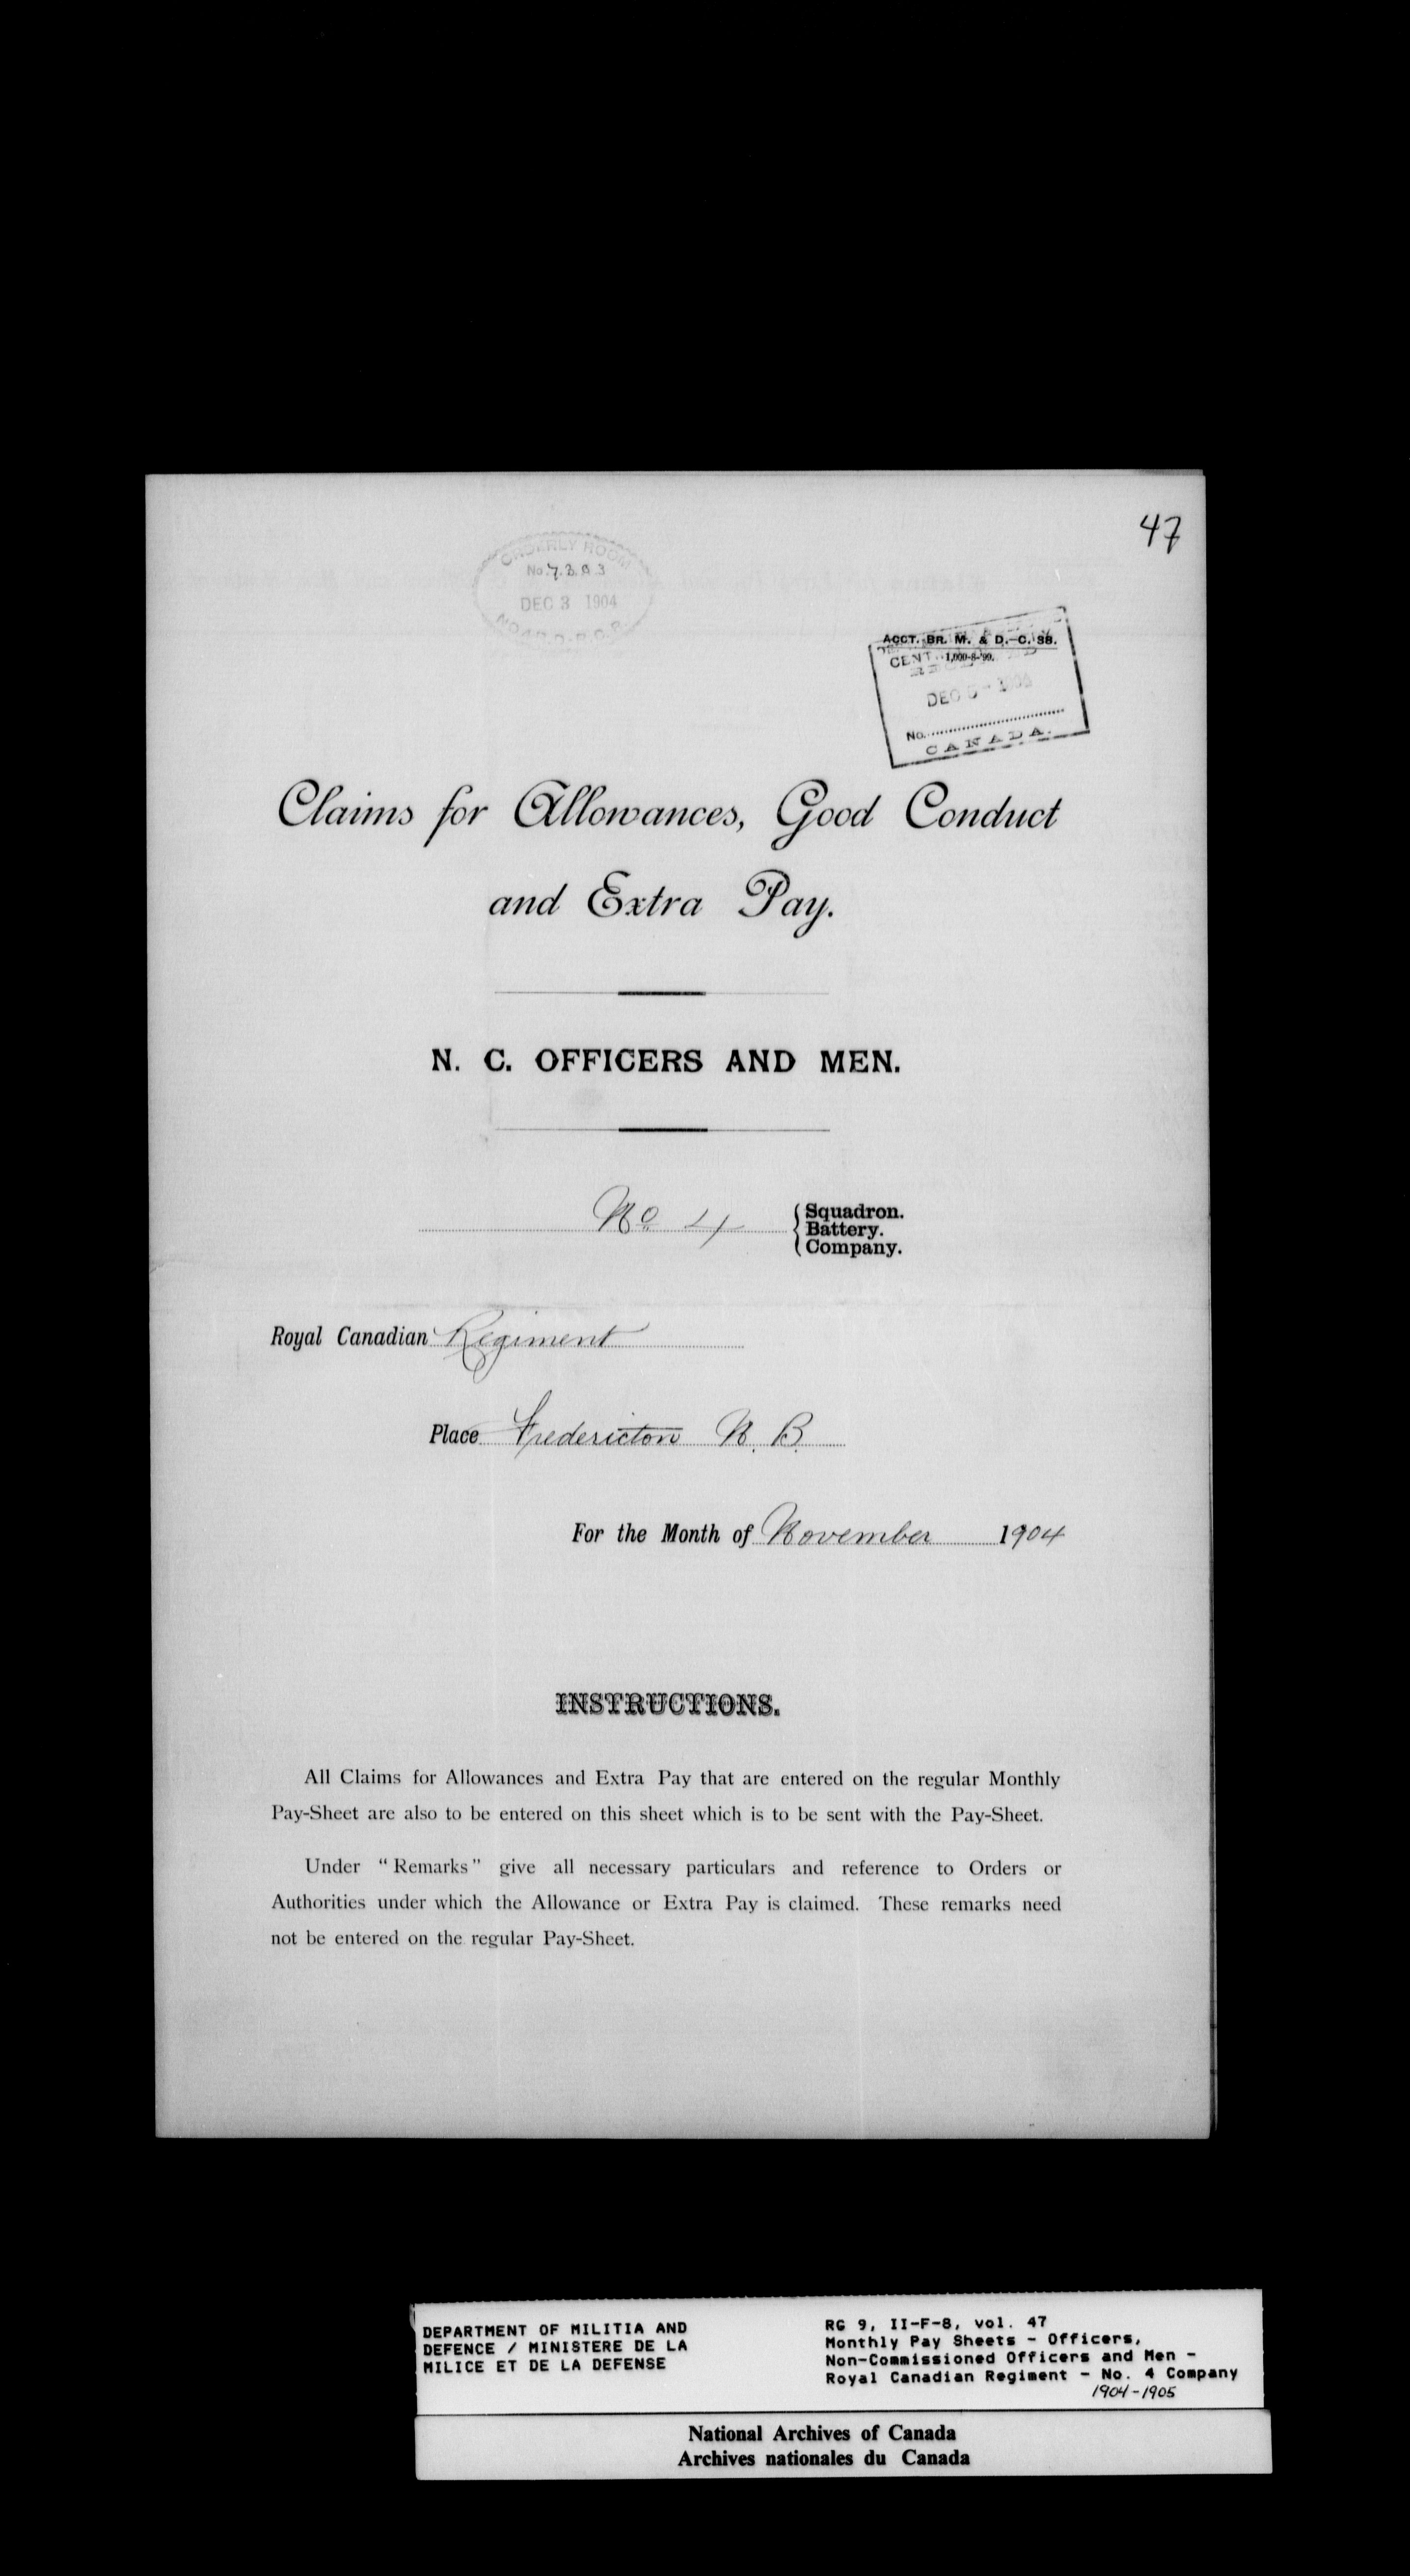 47
ORDERLY ROOM
DEC 3 1904
ACCT. BR. M. & D.-C. 38.
1,000-8-'99.
CENT
DEC
No.
CANADA.
Claims for Allowances, Good Conduct
and Extra Pay.
N. C. OFFICERS AND MEN.
No 4 Squadron.
Battery.
Company.
Royal Canadian Regiment
Place Fredericton N. B.
For the Month of November 1904
INSTRUCTIONS.
All Claims for Allowances and Extra Pay that are entered on the regular Monthly
Pay-Sheet are also to be entered on this sheet which is to be sent with the Pay-Sheet.
Under "Remarks" give all necessary particulars and reference to Orders or
Authorities under which the Allowance or Extra Pay is claimed. These remarks need
not be entered on the regular Pay-Sheet.
DEPARTMENT OF MILITIA AND
DEFENCE / MINISTERE DE LA
MILICE ET DE LA DEFENSE
RG 9, II-F-8, vol. 47
Monthly Pay Sheets - Officers,
Non-Commissioned Officers and Men -
Royal Canadian Regiment - No. 4 Company
1904-1905
National Archives of Canada
Archives nationales du Canada